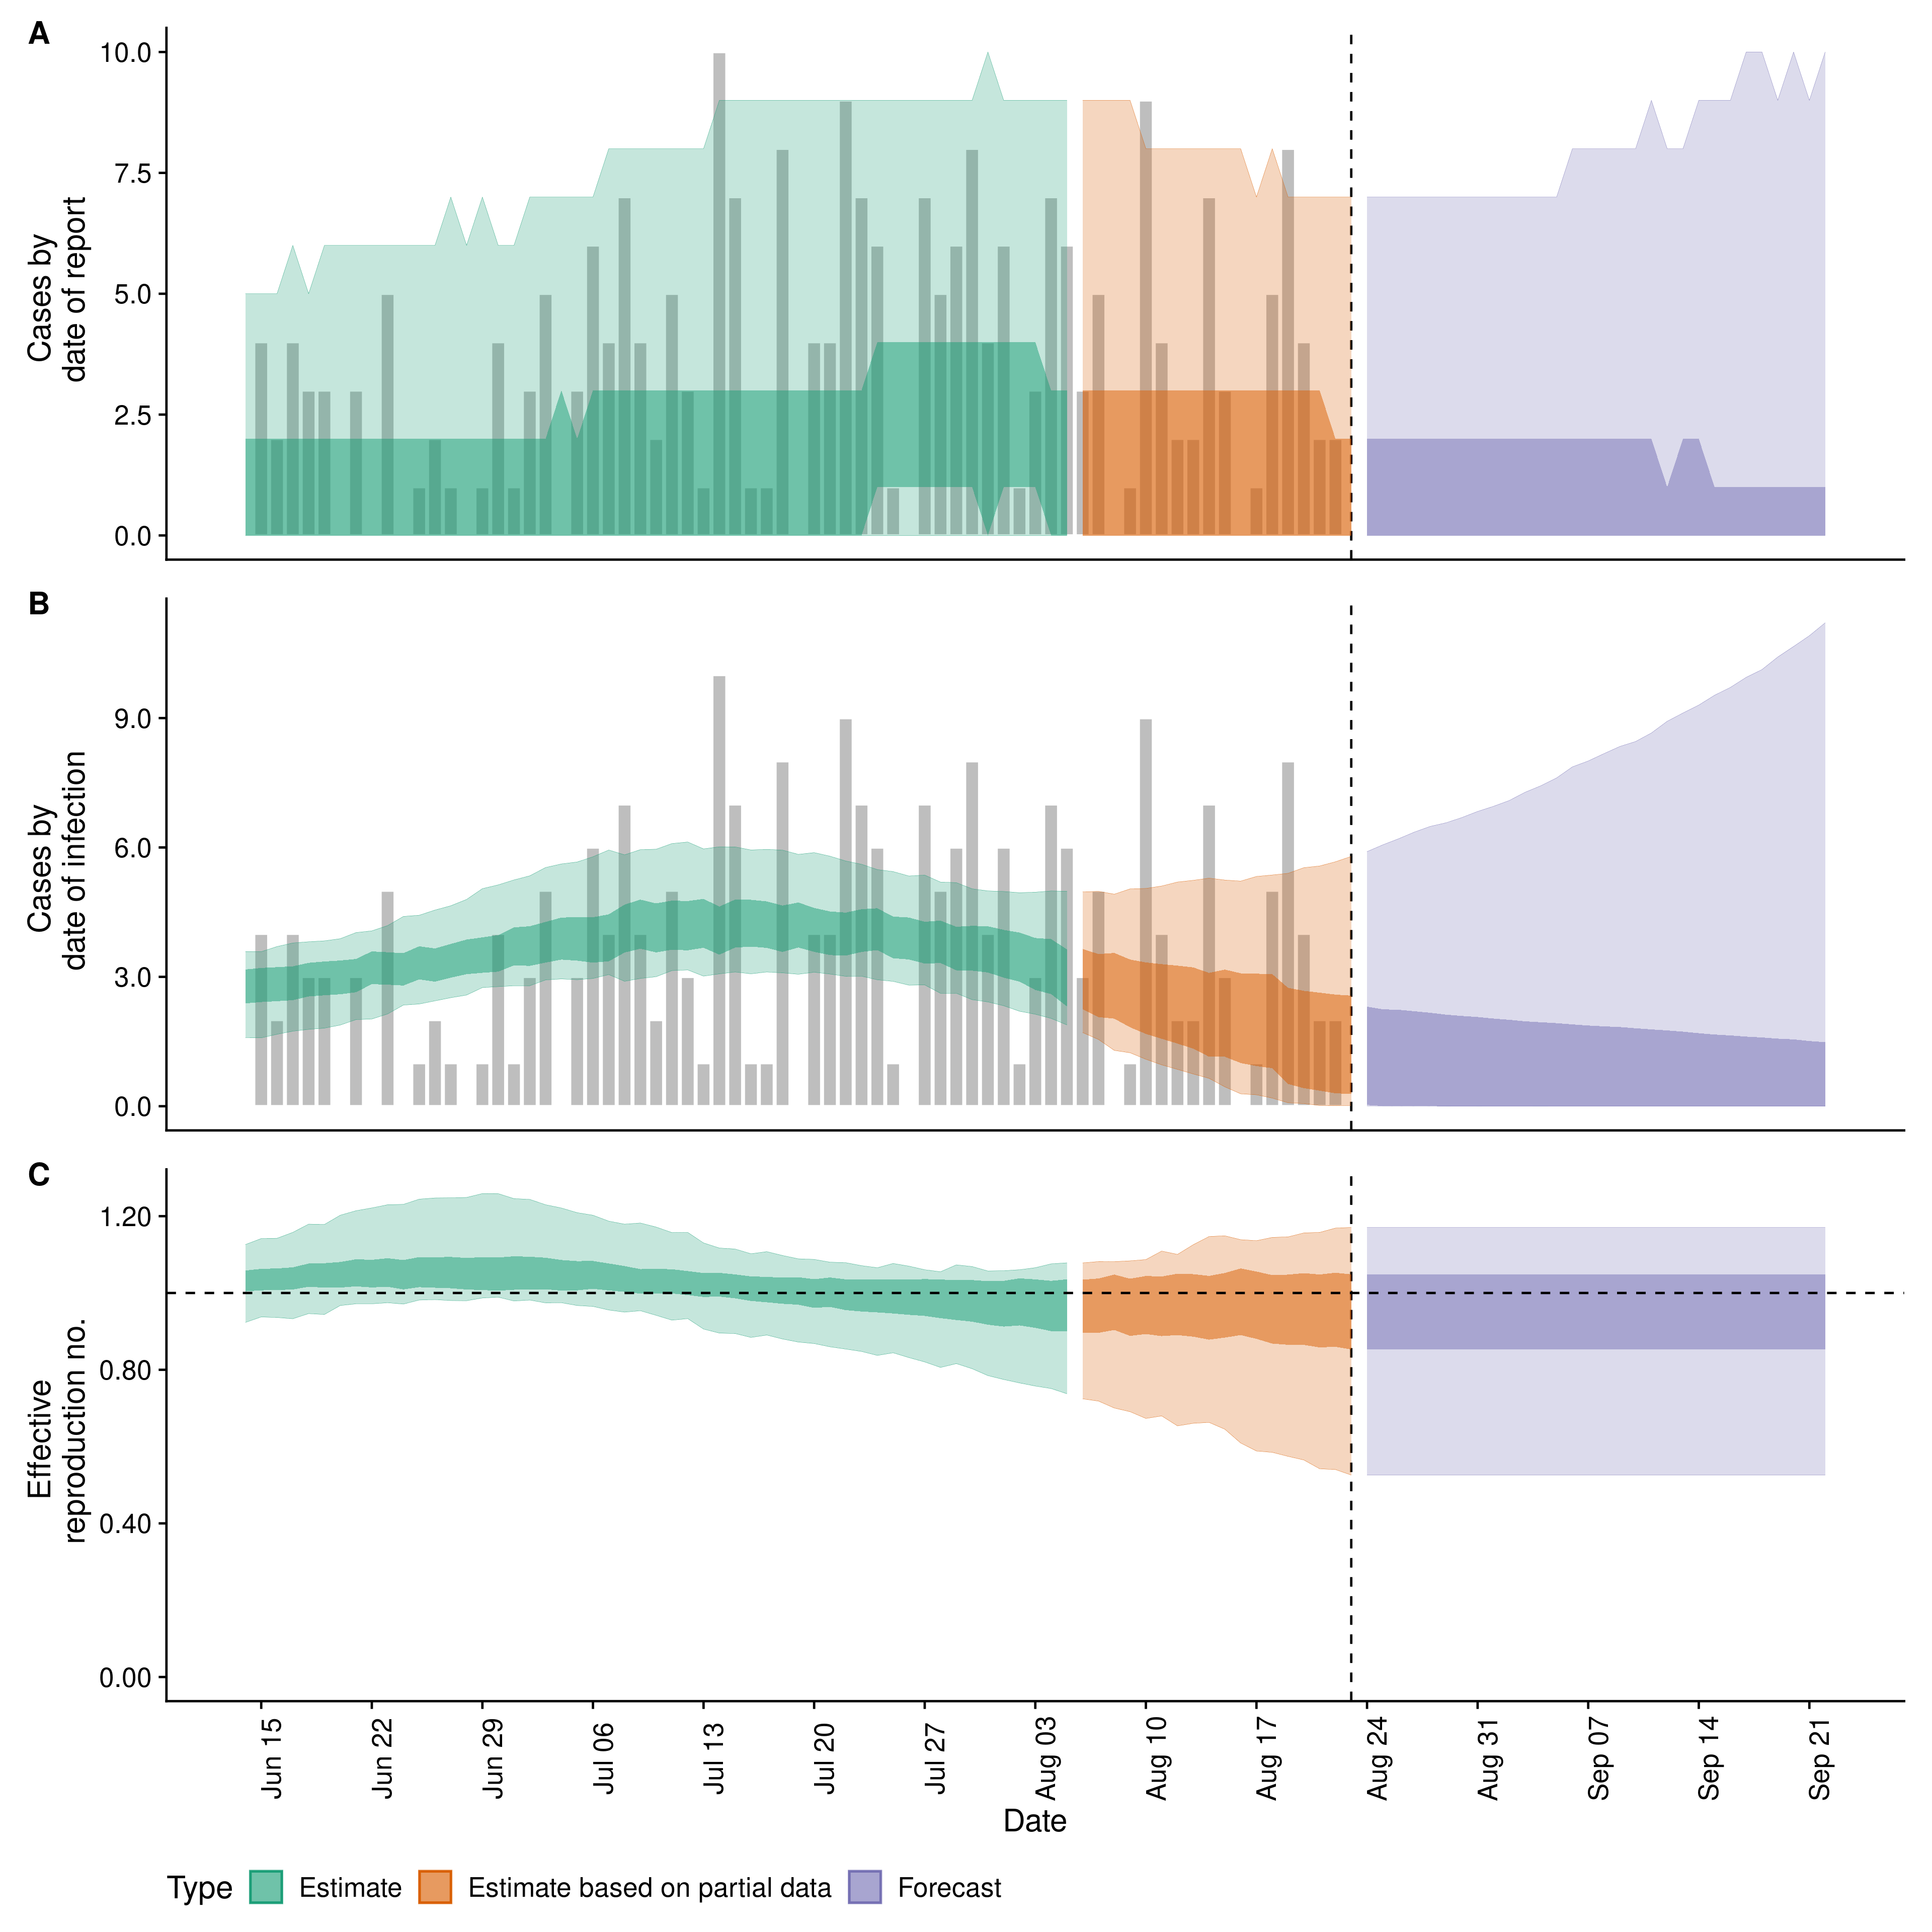 A
10.0
7.5
5.0
2.5
0.0
Cases by
date of report
B
9.0
6.0
3.0
0.0
Cases by
date of infection
C
1.20
0.80
0.40
0.00
Effective
reproduction no.
Jun 15
Jun 22
Jun 29
Jul 06
Jul 13
Jul 20
Jul 27
Aug 03
Aug 10
Aug 17
Aug 24
Aug 31
Sep 07
Sep 14
Sep 21
Date
Type Estimate Estimate based on partial data Forecast